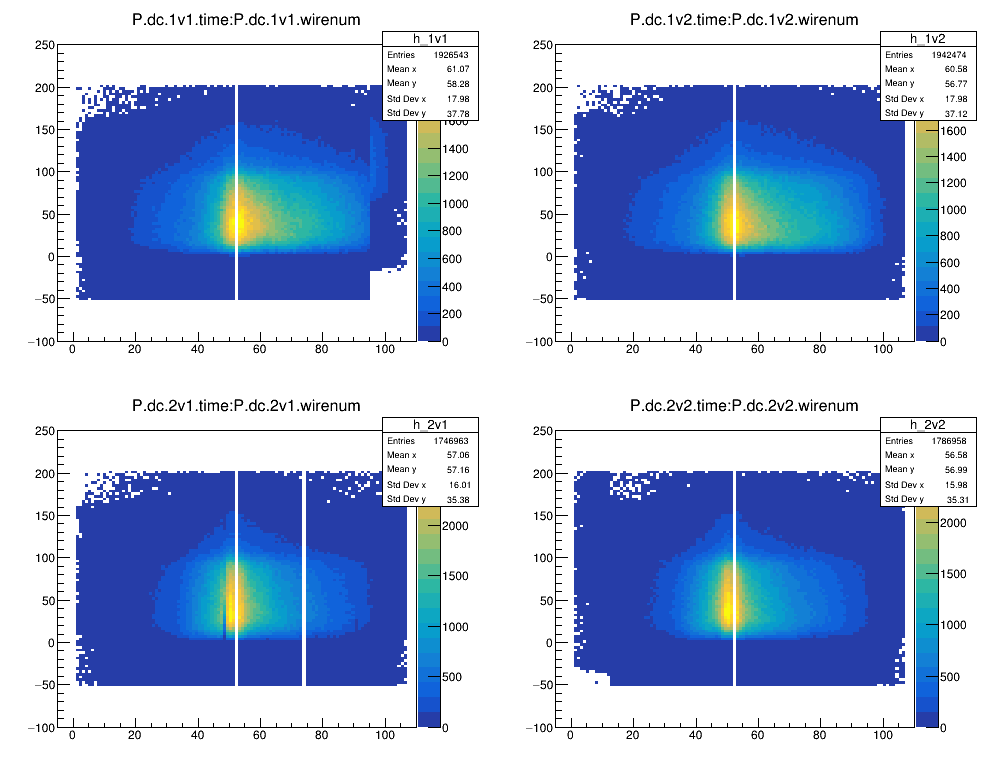 P.dc.1v1.time:P.dc.1v1.wirenum
h_1v1
Entries 1926543
Mean x 61.07
Mean y 58.28
Std Dev x 17.98
Std Dev y 37.78
250
200
150
100
50
0
−50
−100
0 20 40 60 80 100
1600
1400
1200
1000
800
600
400
200
0
P.dc.1v2.time:P.dc.1v2.wirenum
h_1v2
Entries 1942474
Mean x 60.58
Mean y 56.77
Std Dev x 17.98
Std Dev y 37.12
250
200
150
100
50
0
−50
−100
0 20 40 60 80 100
1600
1400
1200
1000
800
600
400
200
0
P.dc.2v1.time:P.dc.2v1.wirenum
h_2v1
Entries 1746963
Mean x 57.06
Mean y 57.16
Std Dev x 16.01
Std Dev y 35.38
250
200
150
100
50
0
−50
−100
0 20 40 60 80 100
2000
1500
1000
500
0
P.dc.2v2.time:P.dc.2v2.wirenum
h_2v2
Entries 1786958
Mean x 56.58
Mean y 56.99
Std Dev x 15.98
Std Dev y 35.31
250
200
150
100
50
0
−50
−100
0 20 40 60 80 100
2000
1500
1000
500
0